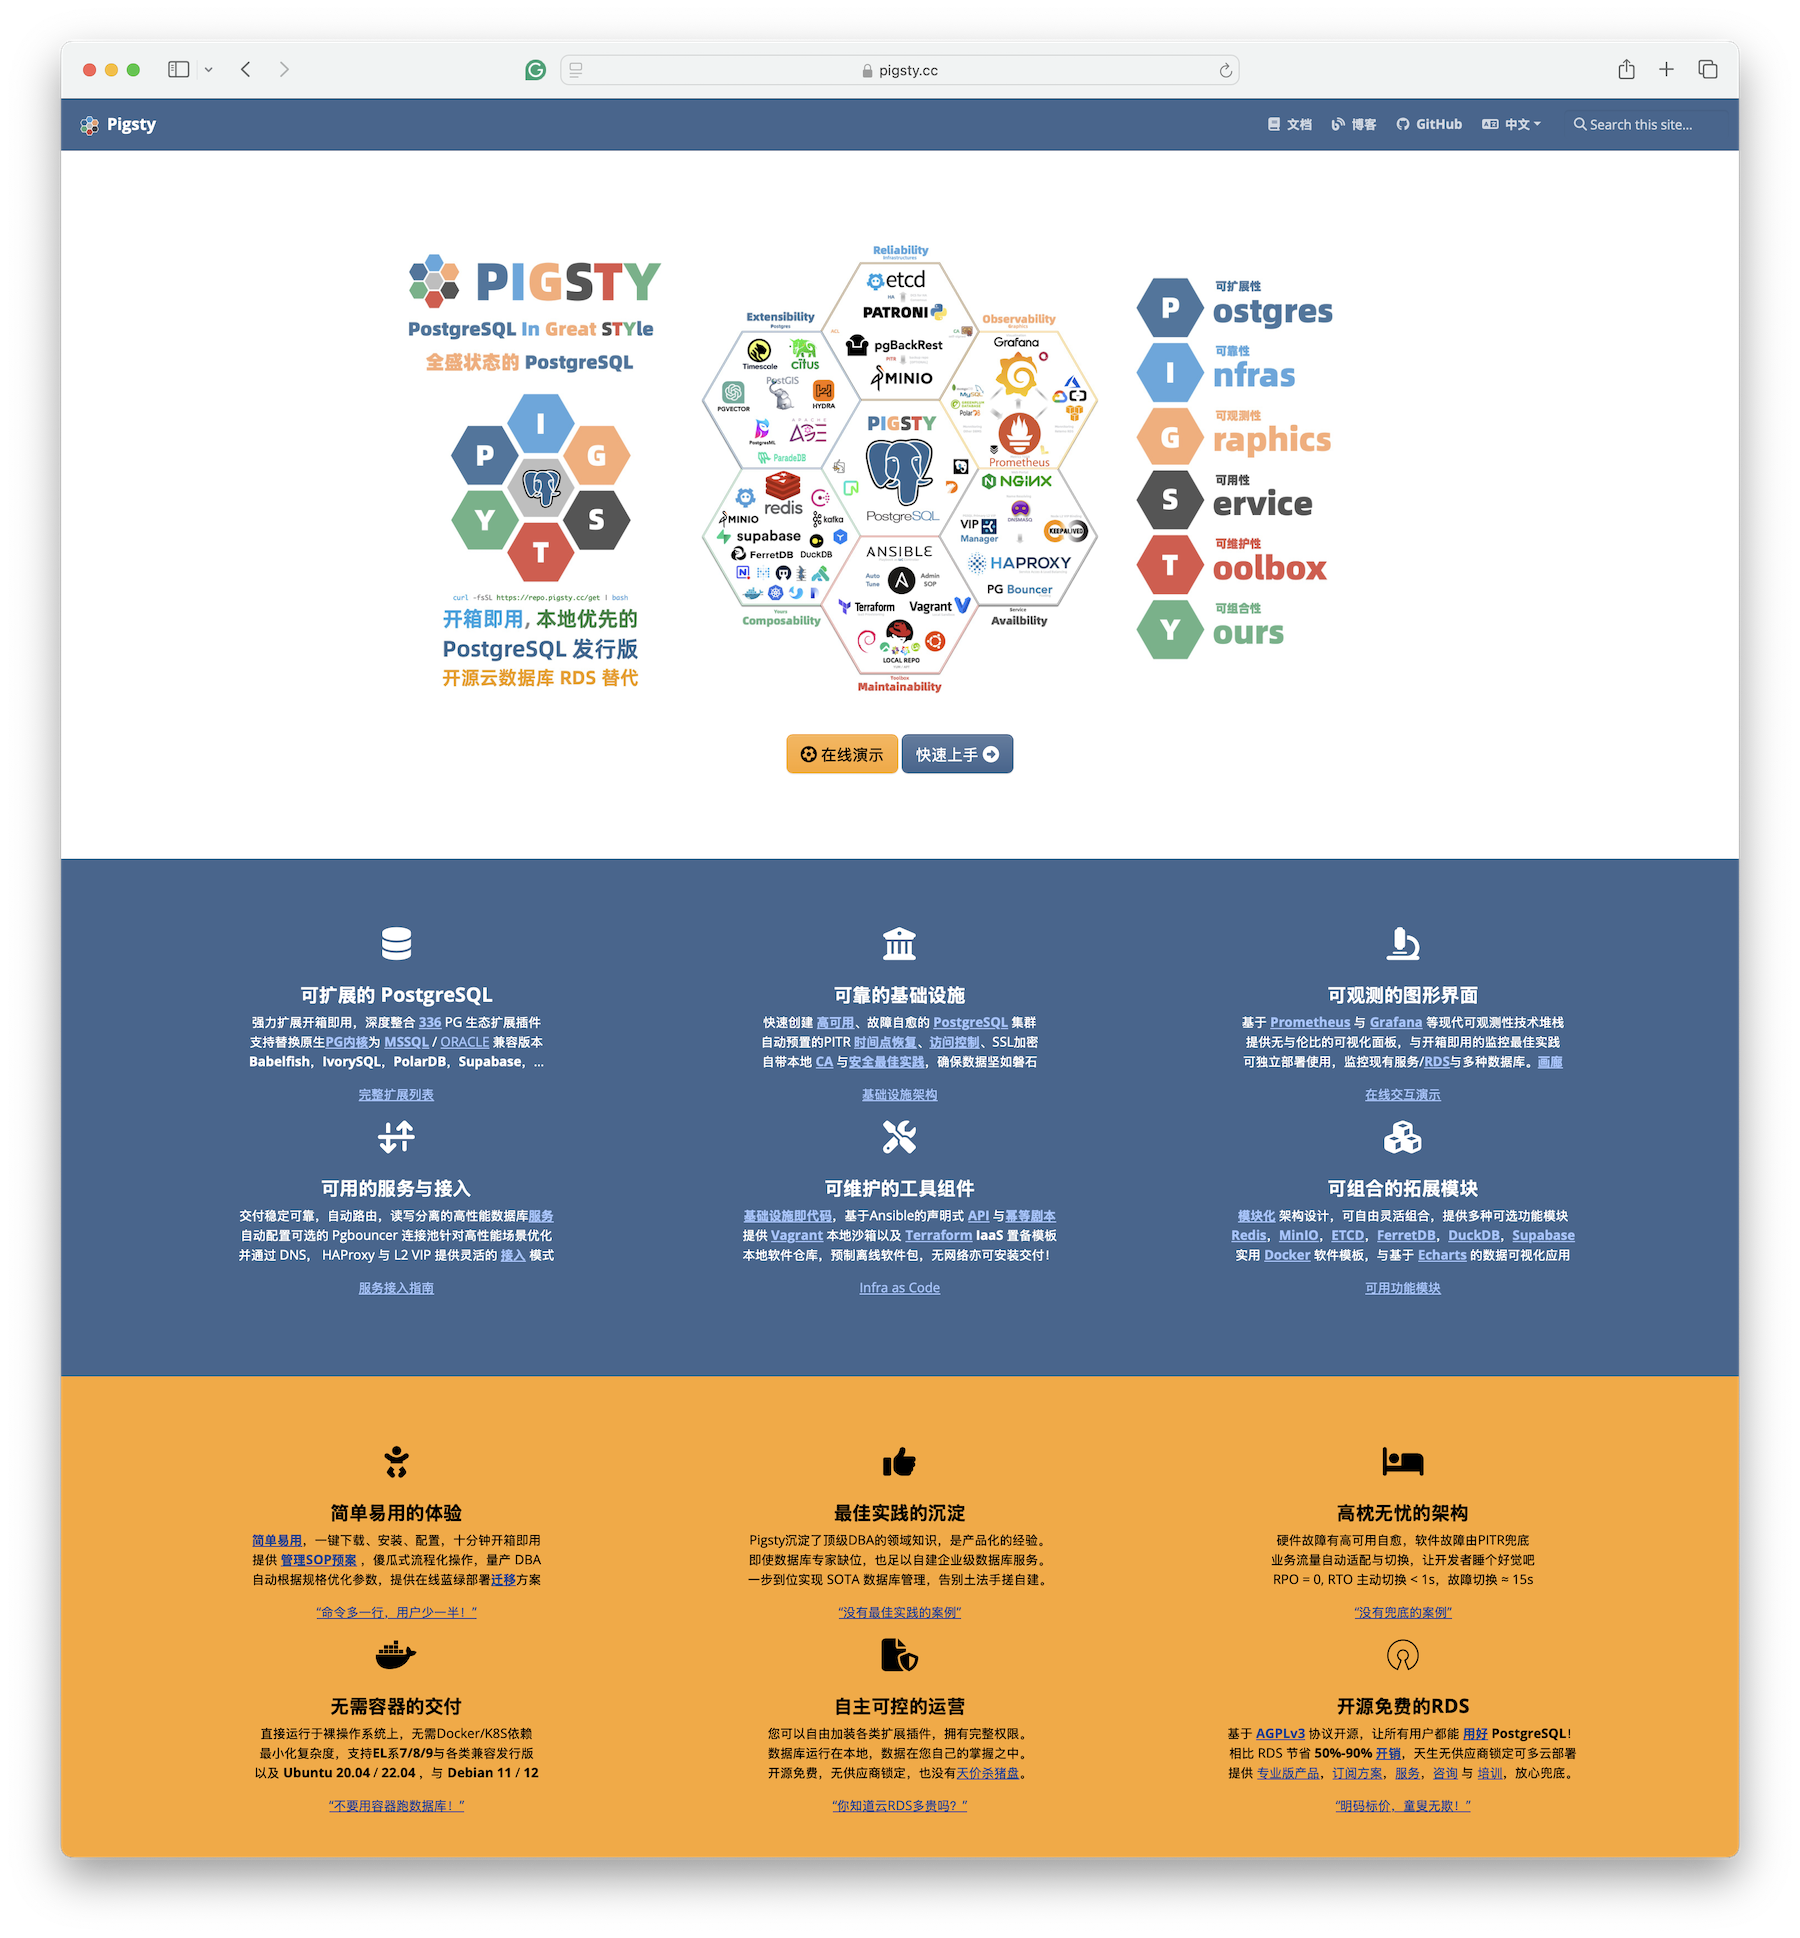 pigsty.cc
Pigsty
文档
博客
GitHub
中文
Search this site...
PIGSTY
PostgreSQL In Great STYle
全盛状态的 PostgreSQL
I
P
G
Y
S
T
curl -fsSL https://repo.pigsty.cc/get | bash
开箱即用, 本地优先的
PostgreSQL 发行版
开源云数据库 RDS 替代
Reliability
Infrastructures
etcd
HA
PATRONI
ACL
CA
pgBackRest
PITR
MINIO
Extensibility
Postgres
Timescale
CITUS
PostGIS
PGVECTOR
HYDRA
PostgresML
APACHE
AGE
ParadeDB
Observability
Graphics
Grafana
MySQL
PolarDB
Prometheus
PIGSTY
PostgreSQL
redis
MINIO
kafka
supabase
FerretDB
DuckDB
Yours
Composability
NGINX
VIP
Manager
DNSMASQ
KEEPALIVED
HAPROXY
PG Bouncer
Service
Availbility
ANSIBLE
Auto
Tune
A
Admin
SOP
Terraform
Vagrant
LOCAL REPO
Toolbox
Maintainability
可扩展性
P ostgres
可靠性
I nfras
可观测性
G raphics
可用性
S ervice
可维护性
T oolbox
可组合性
Y ours
在线演示
快速上手
可扩展的 PostgreSQL
强力扩展开箱即用，深度整合 336 PG 生态扩展插件
支持替换原生PG内核为 MSSQL / ORACLE 兼容版本
Babelfish，IvorySQL，PolarDB，Supabase，...
完整扩展列表
可靠的基础设施
快速创建 高可用、故障自愈的 PostgreSQL 集群
自动预置的PITR 时间点恢复、访问控制、SSL加密
自带本地 CA 与安全最佳实践，确保数据坚如磐石
基础设施架构
可观测的图形界面
基于 Prometheus 与 Grafana 等现代可观测性技术堆栈
提供无与伦比的可视化面板，与开箱即用的监控最佳实践
可独立部署使用，监控现有服务/RDS与多种数据库。画廊
在线交互演示
可用的服务与接入
交付稳定可靠，自动路由，读写分离的高性能数据库服务
自动配置可选的 Pgbouncer 连接池针对高性能场景优化
并通过 DNS， HAProxy 与 L2 VIP 提供灵活的 接入 模式
服务接入指南
可维护的工具组件
基础设施即代码，基于Ansible的声明式 API 与幂等剧本
提供 Vagrant 本地沙箱以及 Terraform IaaS 置备模板
本地软件仓库，预制离线软件包，无网络亦可安装交付！
Infra as Code
可组合的拓展模块
模块化 架构设计，可自由灵活组合，提供多种可选功能模块
Redis，MinIO，ETCD，FerretDB，DuckDB，Supabase
实用 Docker 软件模板，与基于 Echarts 的数据可视化应用
可用功能模块
简单易用的体验
简单易用，一键下载、安装、配置，十分钟开箱即用
提供 管理SOP预案 ，傻瓜式流程化操作，量产 DBA
自动根据规格优化参数，提供在线蓝绿部署迁移方案
“命令多一行，用户少一半！”
最佳实践的沉淀
Pigsty沉淀了顶级DBA的领域知识，是产品化的经验。
即使数据库专家缺位，也足以自建企业级数据库服务。
一步到位实现 SOTA 数据库管理，告别土法手搓自建。
“没有最佳实践的案例”
高枕无忧的架构
硬件故障有高可用自愈，软件故障由PITR兜底
业务流量自动适配与切换，让开发者睡个好觉吧
RPO = 0, RTO 主动切换 < 1s，故障切换 ≈ 15s
“没有兜底的案例”
无需容器的交付
直接运行于裸操作系统上，无需Docker/K8S依赖
最小化复杂度，支持EL系7/8/9与各类兼容发行版
以及 Ubuntu 20.04 / 22.04 ，与 Debian 11 / 12
“不要用容器跑数据库！”
自主可控的运营
您可以自由加装各类扩展插件，拥有完整权限。
数据库运行在本地，数据在您自己的掌握之中。
开源免费，无供应商锁定，也没有天价杀猪盘。
“你知道云RDS多贵吗？”
开源免费的RDS
基于 AGPLv3 协议开源，让所有用户都能 用好 PostgreSQL！
相比 RDS 节省 50%-90% 开销，天生无供应商锁定可多云部署
提供 专业版产品，订阅方案，服务，咨询 与 培训，放心兜底。
“明码标价，童叟无欺！”